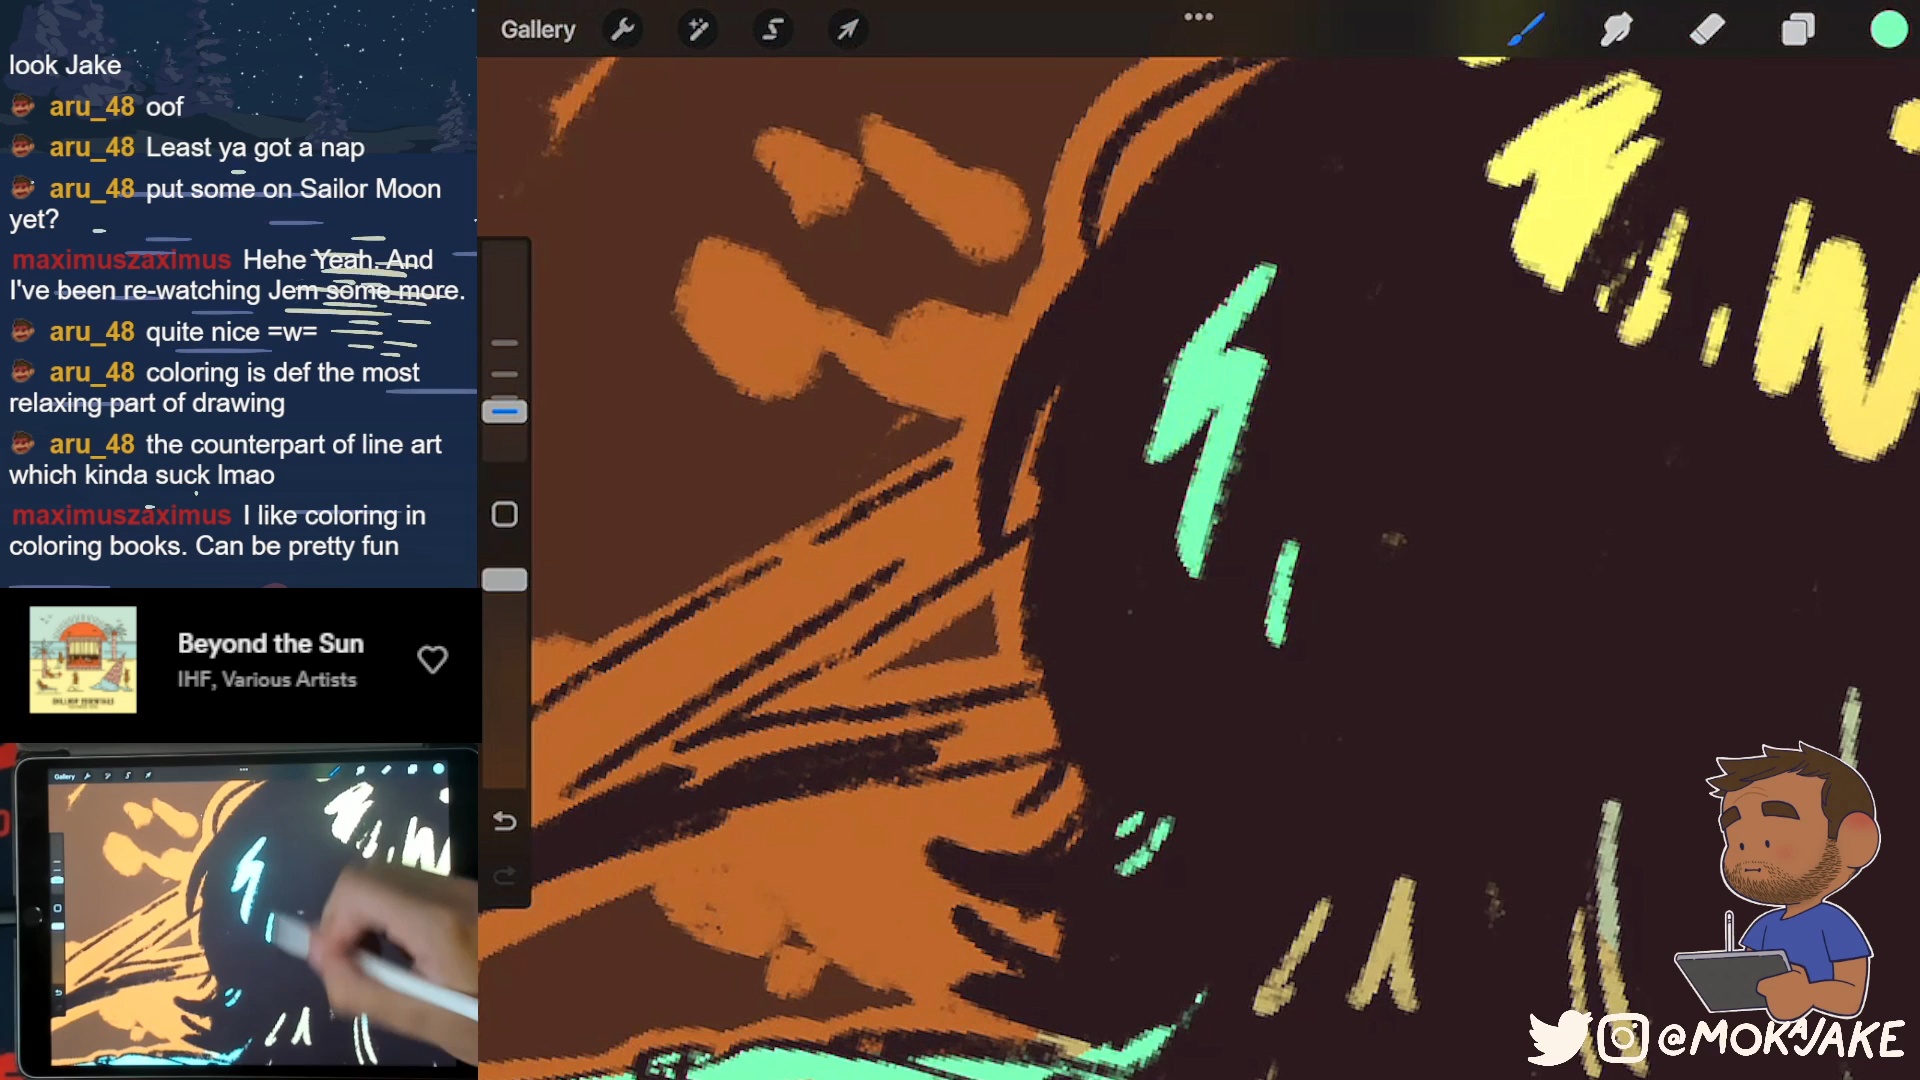 look Jake
aru_48 oof
aru_48 Least ya got a nap
aru_48 put some on Sailor Moon
yet?
maximuszaximus Hehe Yeah. And
I've been re-watching Jem some more.
aru_48 quite nice =w=
aru_48 coloring is def the most
relaxing part of drawing
aru_48 the counterpart of line art
which kinda suck lmao
maximuszaximus I like coloring in
coloring books. Can be pretty fun
Beyond the Sun
IHF, Various Artists
Gallery
Gallery
@MOKAJAKE